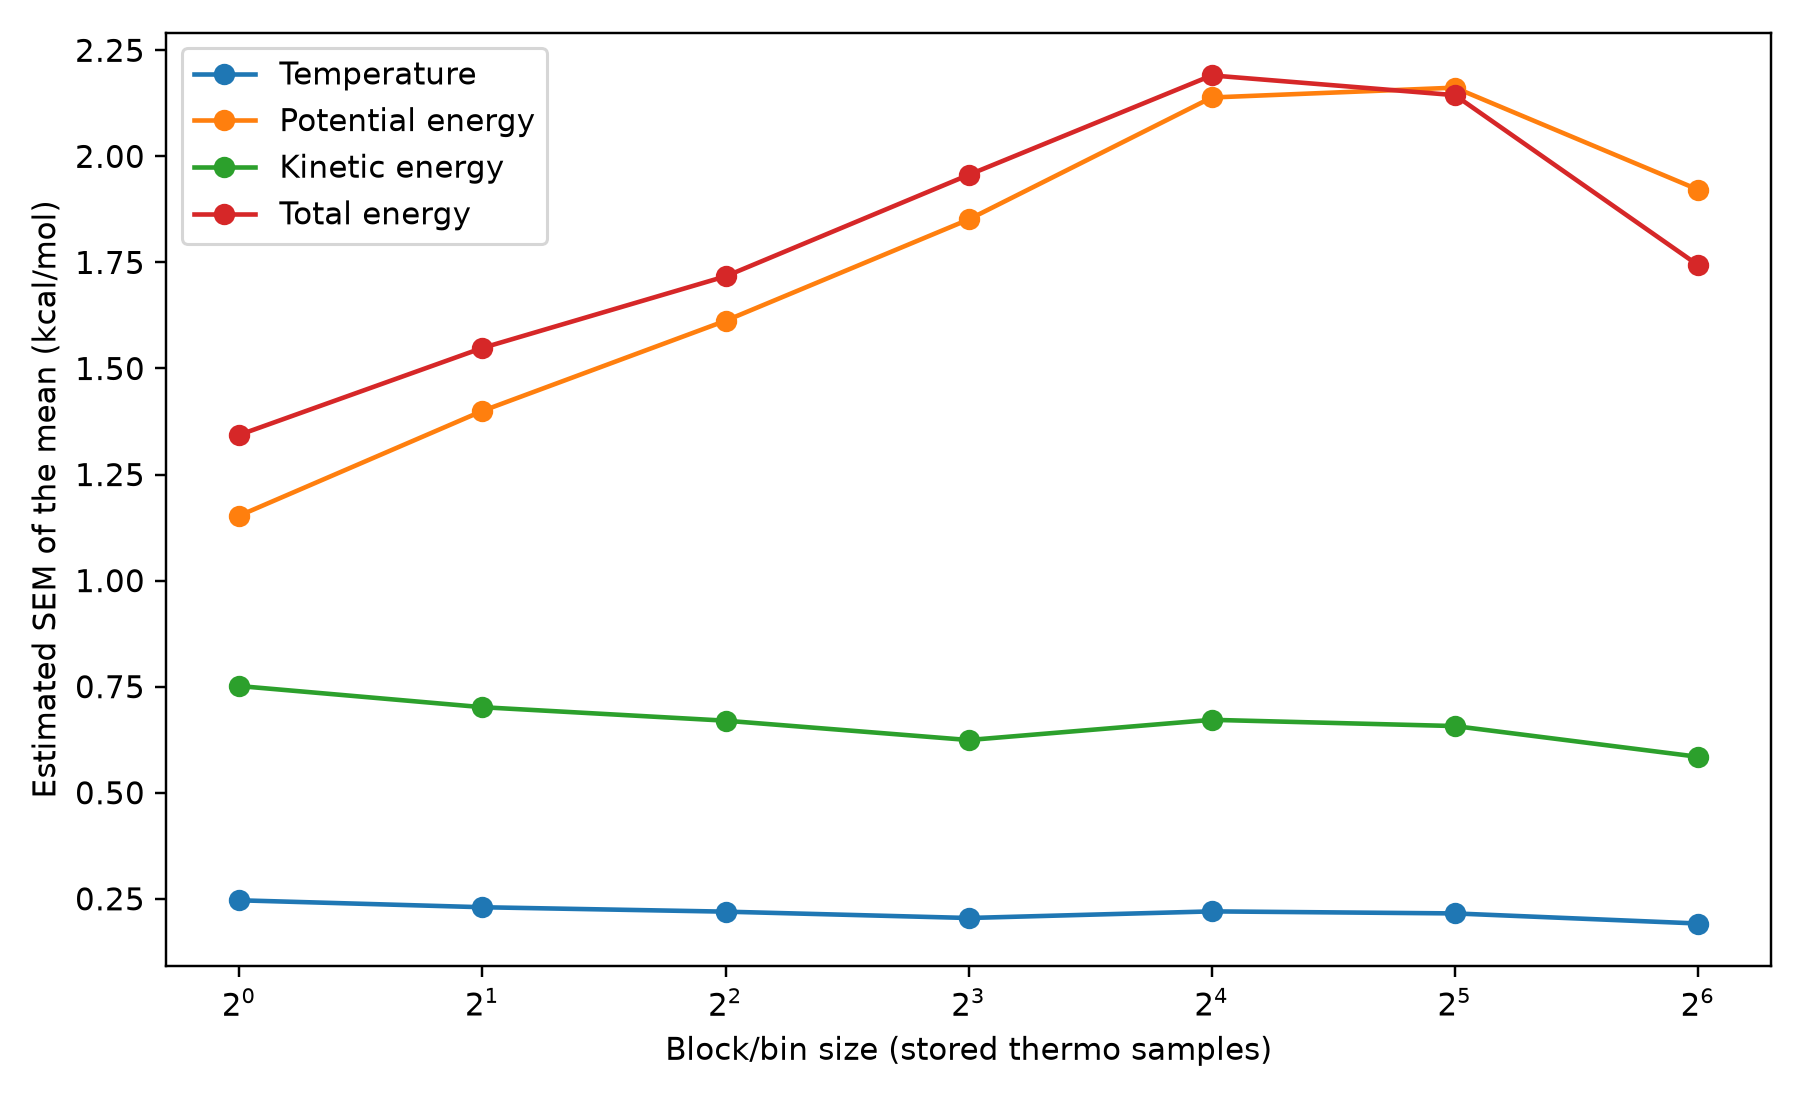 2.25
2.00
1.75
1.50
1.25
1.00
0.75
0.50
0.25
Estimated SEM of the mean (kcal/mol)
Temperature
Potential energy
Kinetic energy
Total energy
2⁰ 2¹ 2² 2³ 2⁴ 2⁵ 2⁶
Block/bin size (stored thermo samples)